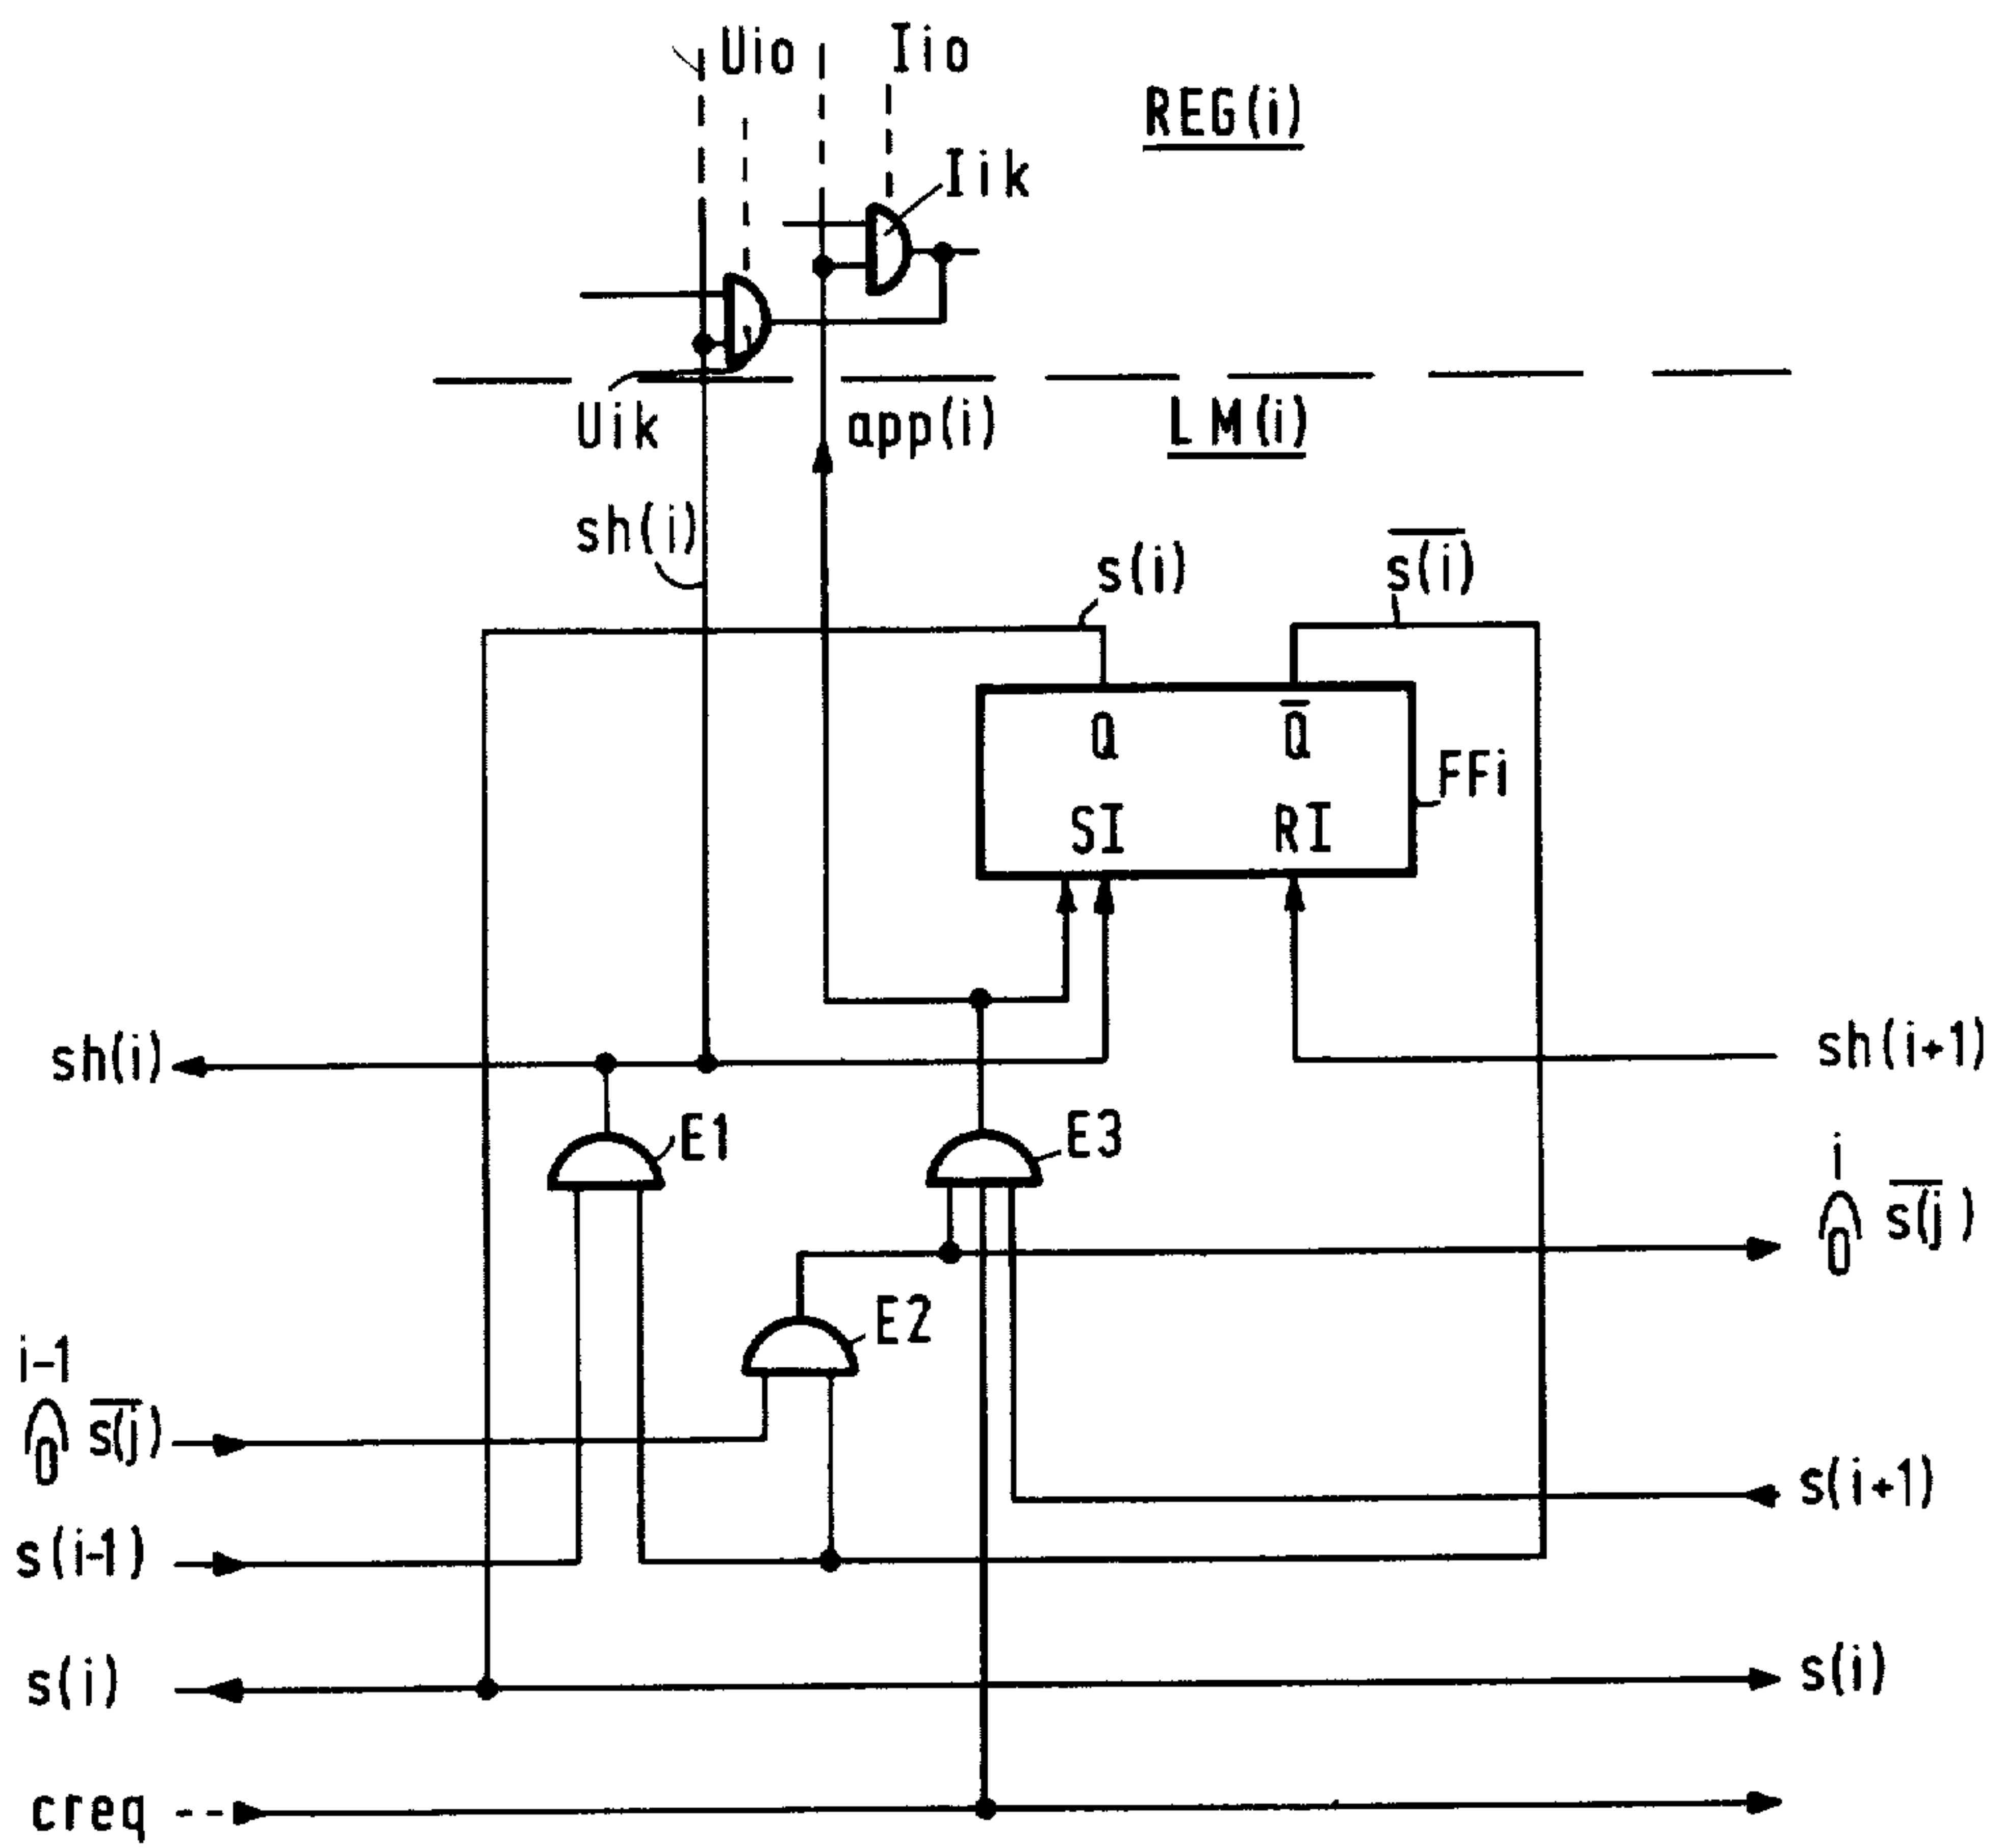 Uio
Iio
REG(i)
Iik
Uik
app(i)
LM(i)
sh(i)
s(i)
s(i)
Q
Q̅
FFi
SI
RI
sh(i)
sh(i+1)
E1
E3
i
0 s(j)
E2
i-1
0 s(j)
s(i+1)
s(i-1)
s(i)
s(i)
creq